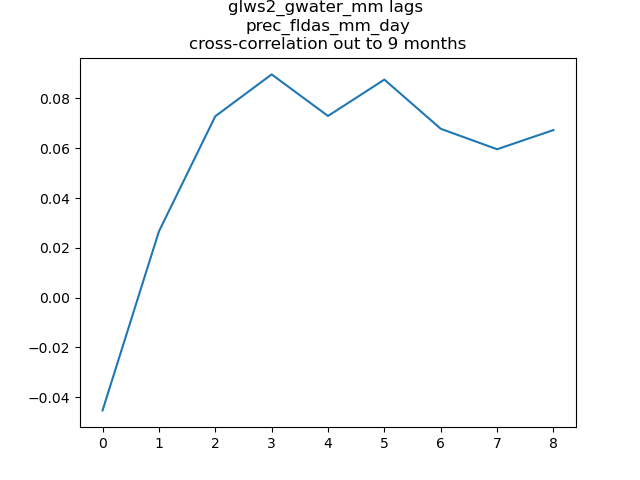 glws2_gwater_mm lags
prec_fldas_mm_day
cross-correlation out to 9 months
0.08
0.06
0.04
0.02
0.00
−0.02
−0.04
0 1 2 3 4 5 6 7 8